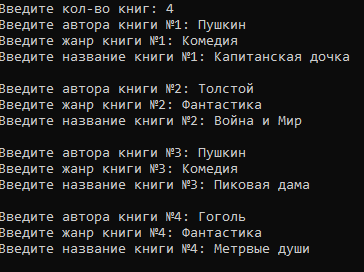 Введите кол-во книг: 4
Введите автора книги №1: Пушкин
Введите жанр книги №1: Комедия
Введите название книги №1: Капитанская дочка
Введите автора книги №2: Толстой
Введите жанр книги №2: Фантастика
Введите название книги №2: Война и Мир
Введите автора книги №3: Пушкин
Введите жанр книги №3: Комедия
Введите название книги №3: Пиковая дама
Введите автора книги №4: Гоголь
Введите жанр книги №4: Фантастика
Введите название книги №4: Метрвые души